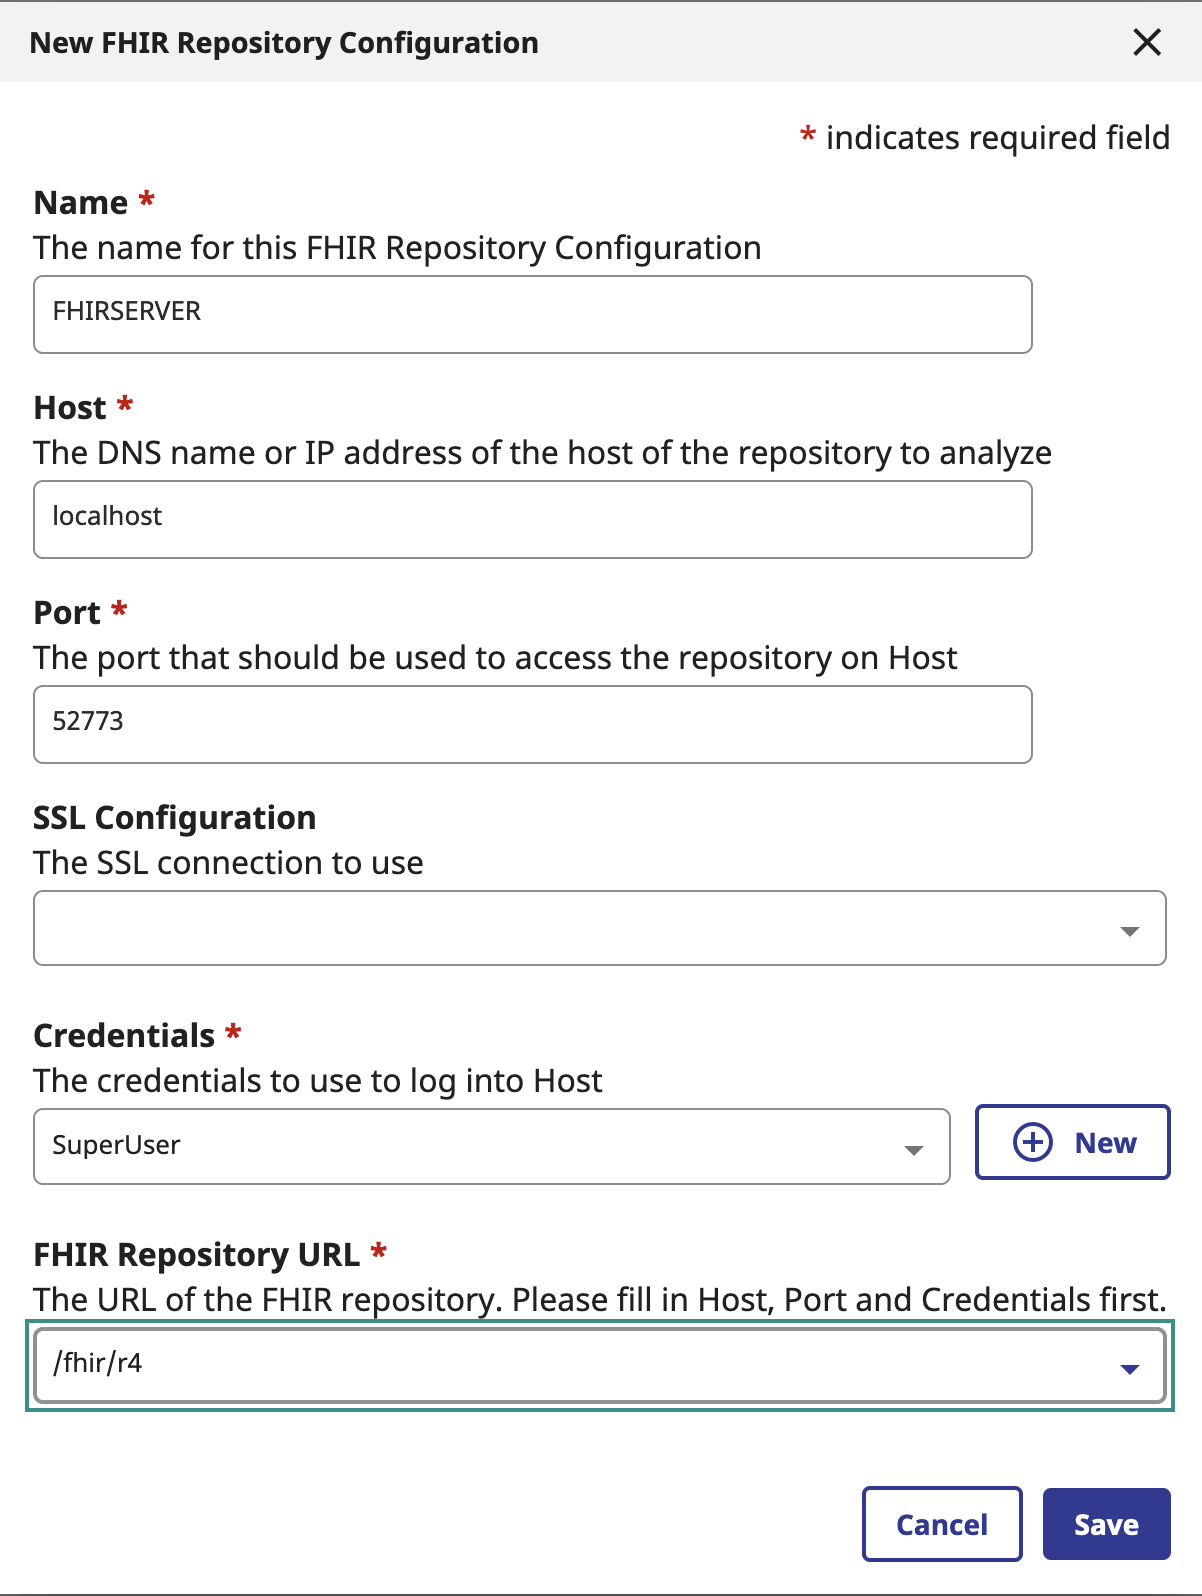 New FHIR Repository Configuration
* indicates required field
Name *
The name for this FHIR Repository Configuration
FHIRSERVER
Host *
The DNS name or IP address of the host of the repository to analyze
localhost
Port *
The port that should be used to access the repository on Host
52773
SSL Configuration
The SSL connection to use
Credentials *
The credentials to use to log into Host
SuperUser
New
FHIR Repository URL *
The URL of the FHIR repository. Please fill in Host, Port and Credentials first.
/fhir/r4
Cancel
Save